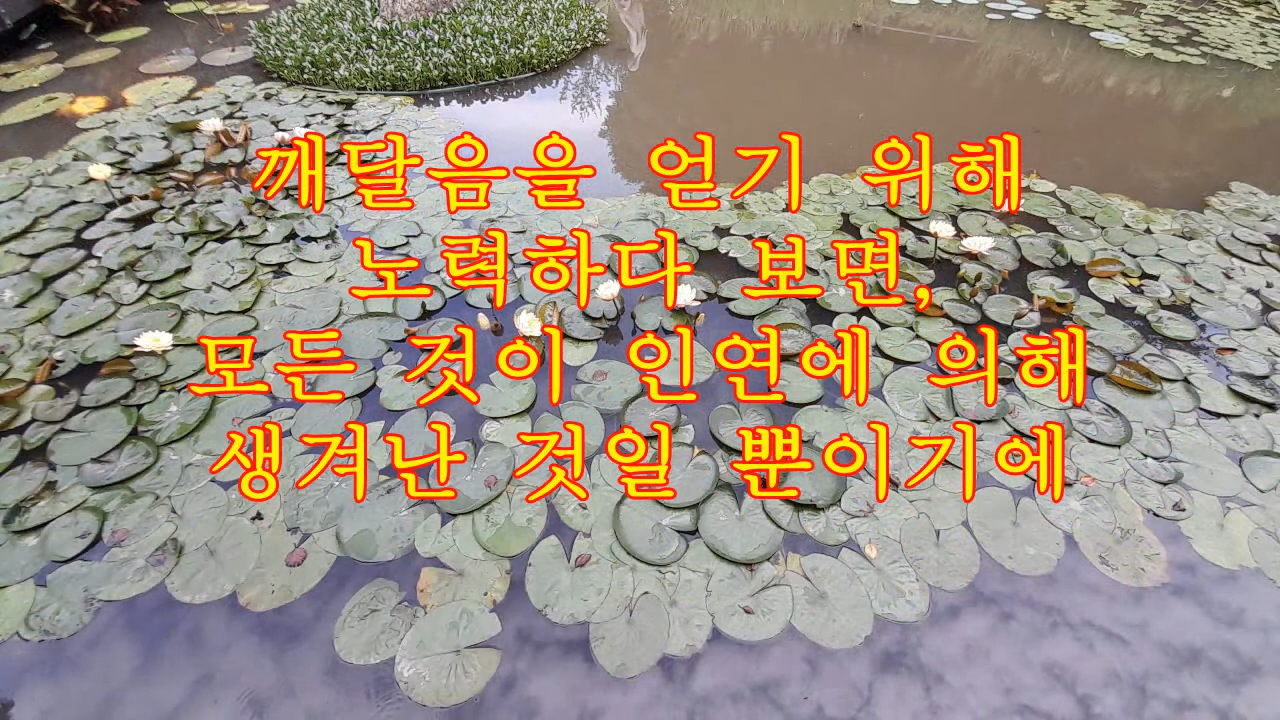 깨달음을 얻기 위해
노력하다 보면,
모든 것이 인연에 의해
생겨난 것일 뿐이기에